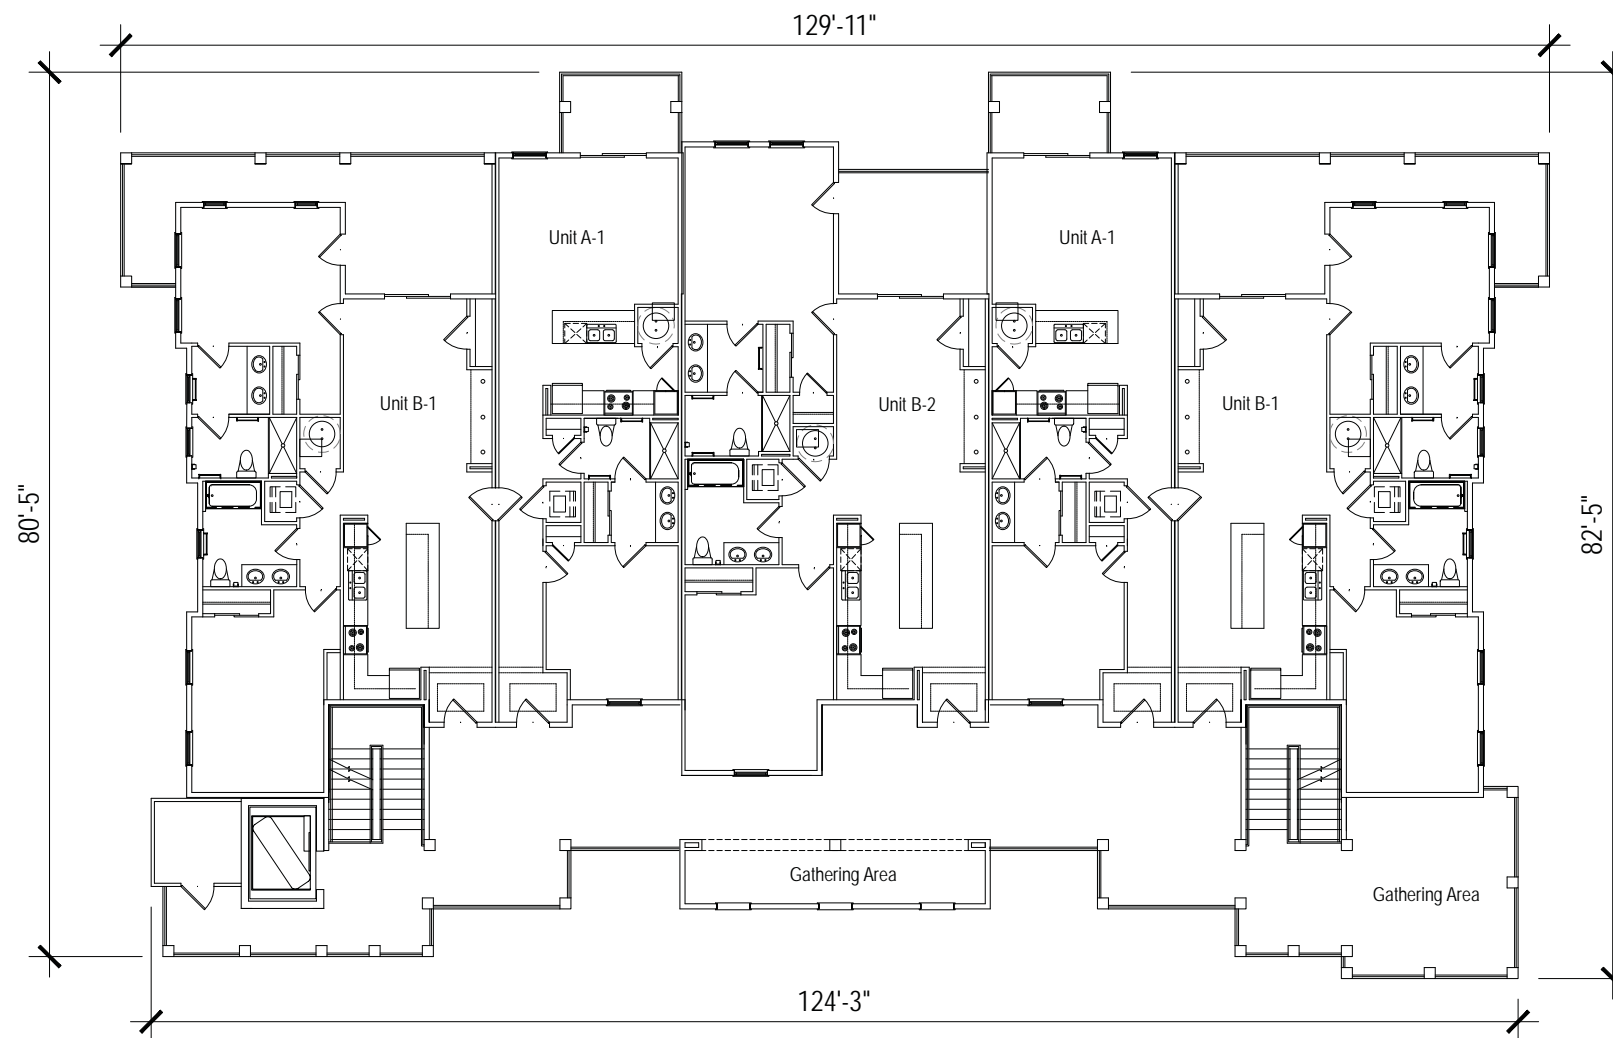 129'-11"
Unit A-1
Unit A-1
Unit B-1
Unit B-2
Unit B-1
80'-5"
82'-5"
Gathering Area
Gathering Area
124'-3"